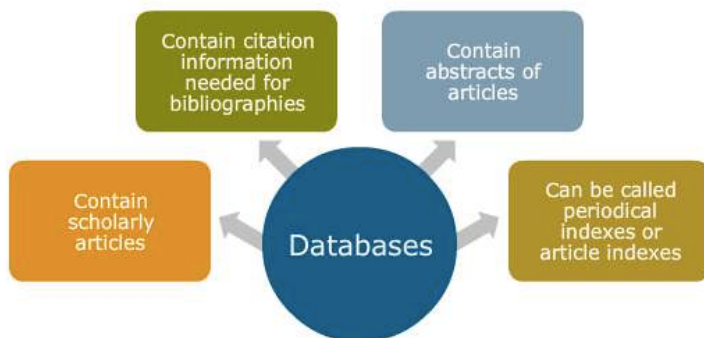 Contain citation
information
needed for
bibliographies
Contain
abstracts of
articles
Contain
scholarly
articles
Databases
Can be called
periodical
indexes or
article indexes